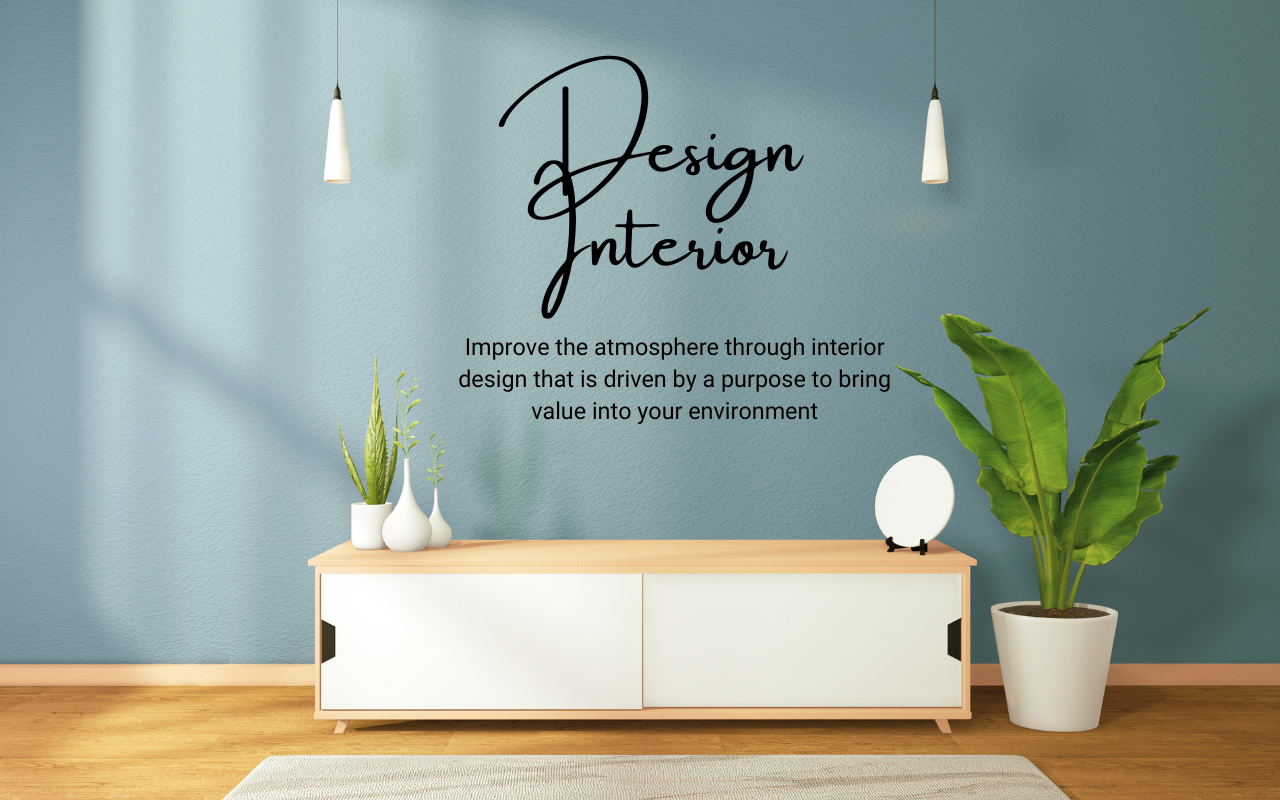 Design
Interior
Improve the atmosphere through interior
design that is driven by a purpose to bring
value into your environment